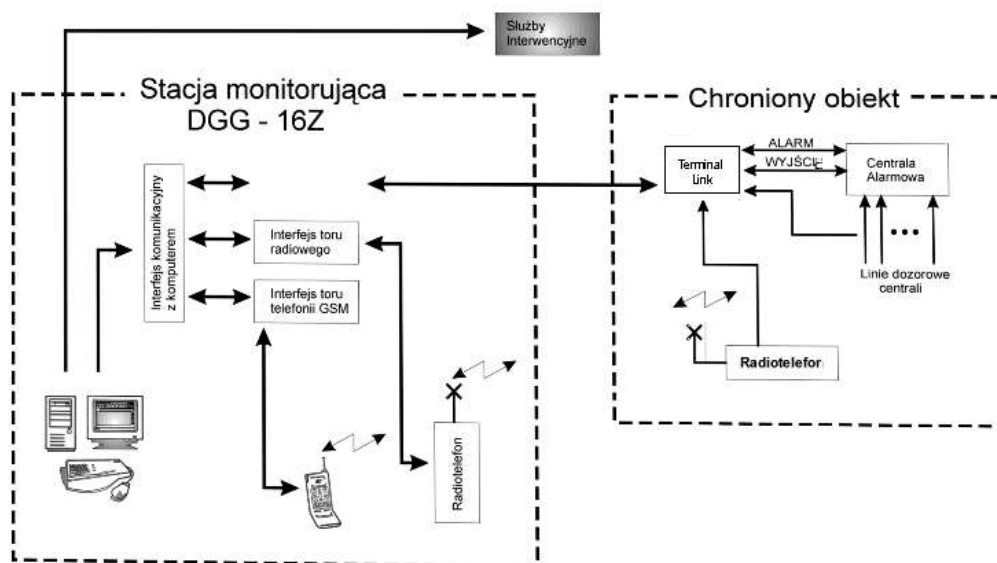 Służby
Interwencyjne
Stacja monitorująca
DGG - 16Z
Chroniony obiekt
Interfejs komunikacyjny
z komputerem
Interfejs toru
radiowego
Interfejs toru
telefonii GSM
Radiotelefon
Terminal
Link
ALARM
WYJŚCIE
Centrala
Alarmowa
Linie dozorowe
centrali
Radiotelefor